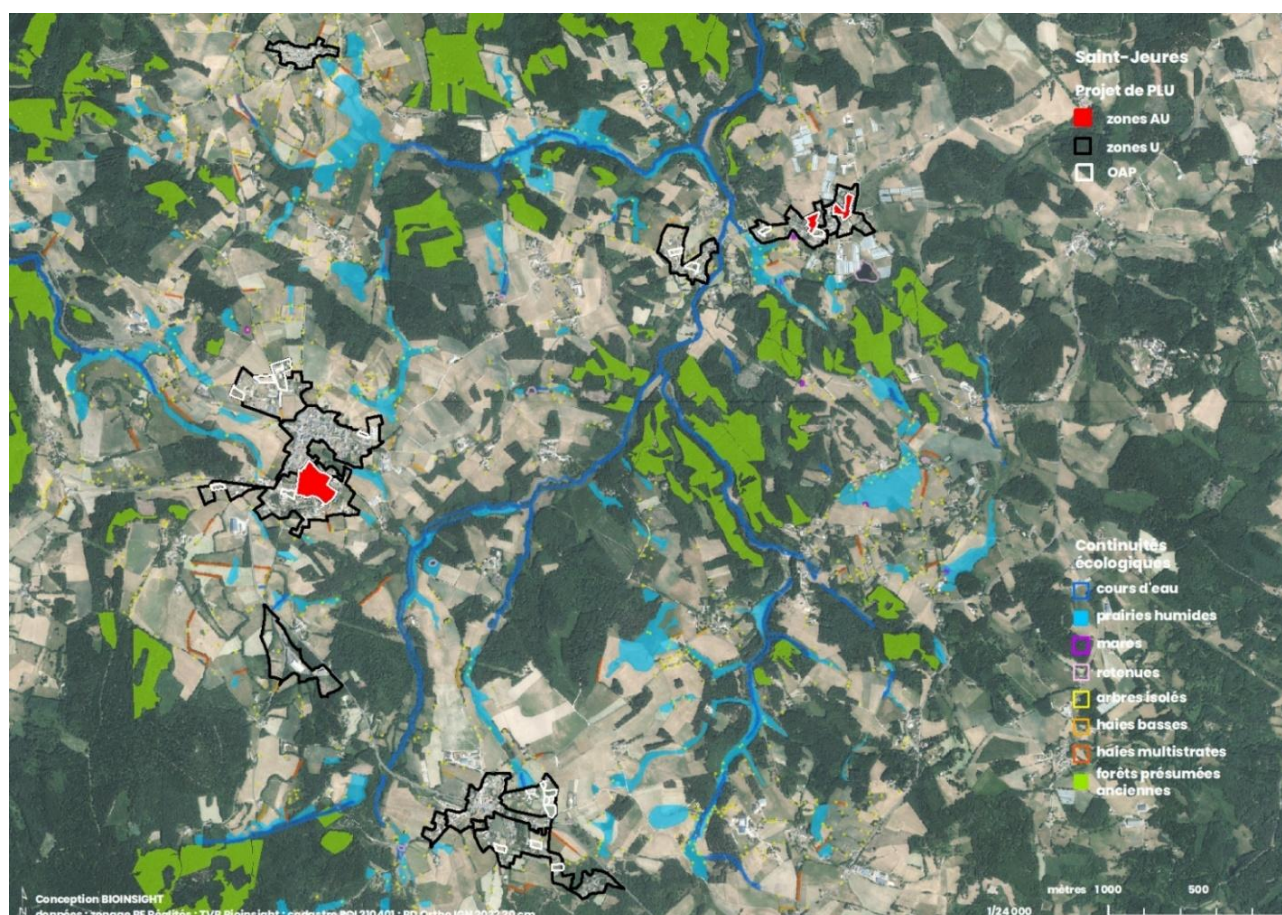 Saint-Jeures
Projet de PLU
zones AU
zones U
OAP
Continuités
écologiques
cours d'eau
prairies humides
mares
retenues
arbres isolés
haies basses
haies multistrates
forêts présumées
anciennes
mètres 1000 500
1/24 000
N
Conception BIOINSIGHT